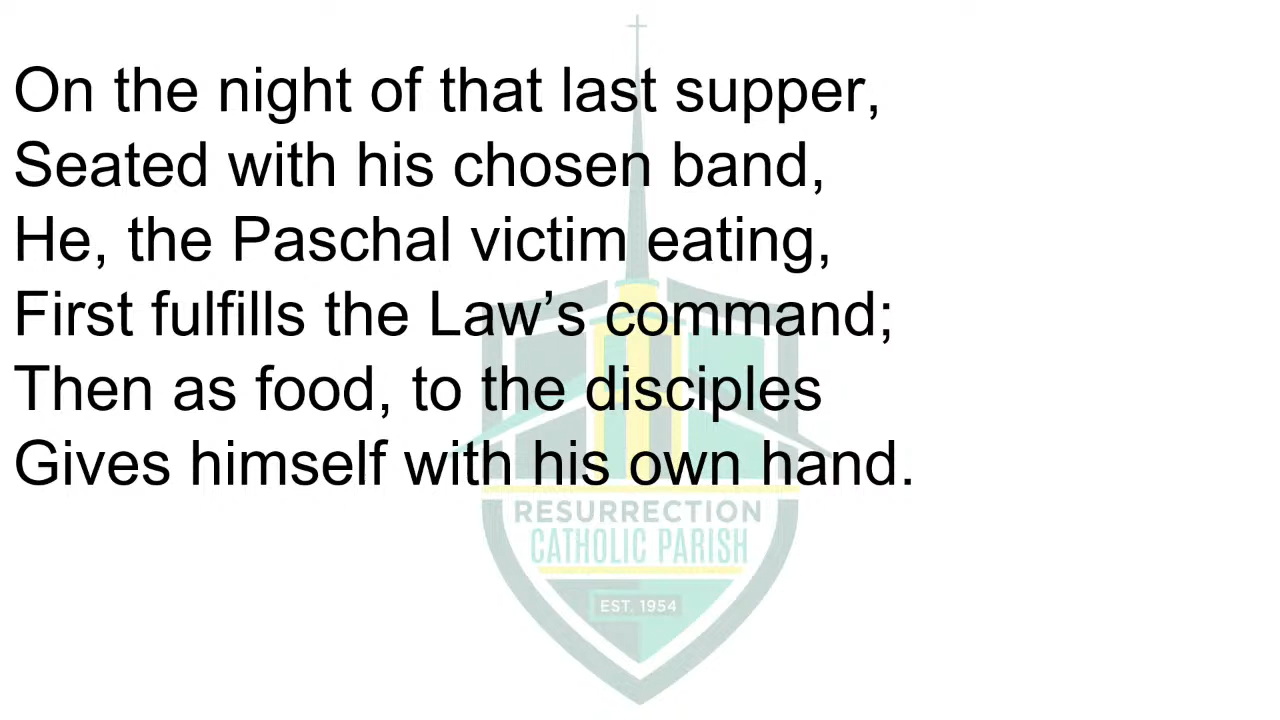 On the night of that last supper,
Seated with his chosen band,
He, the Paschal victim eating,
First fulfills the Law’s command;
Then as food, to the disciples
Gives himself with his own hand.
RESURRECTION
CATHOLIC PARISH
EST. 1954